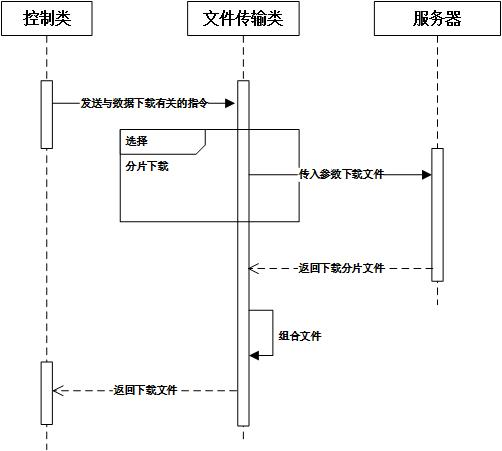 控制类
文件传输类
服务器
发送与数据下载有关的指令
选择
分片下载
传入参数下载文件
返回下载分片文件
组合文件
返回下载文件